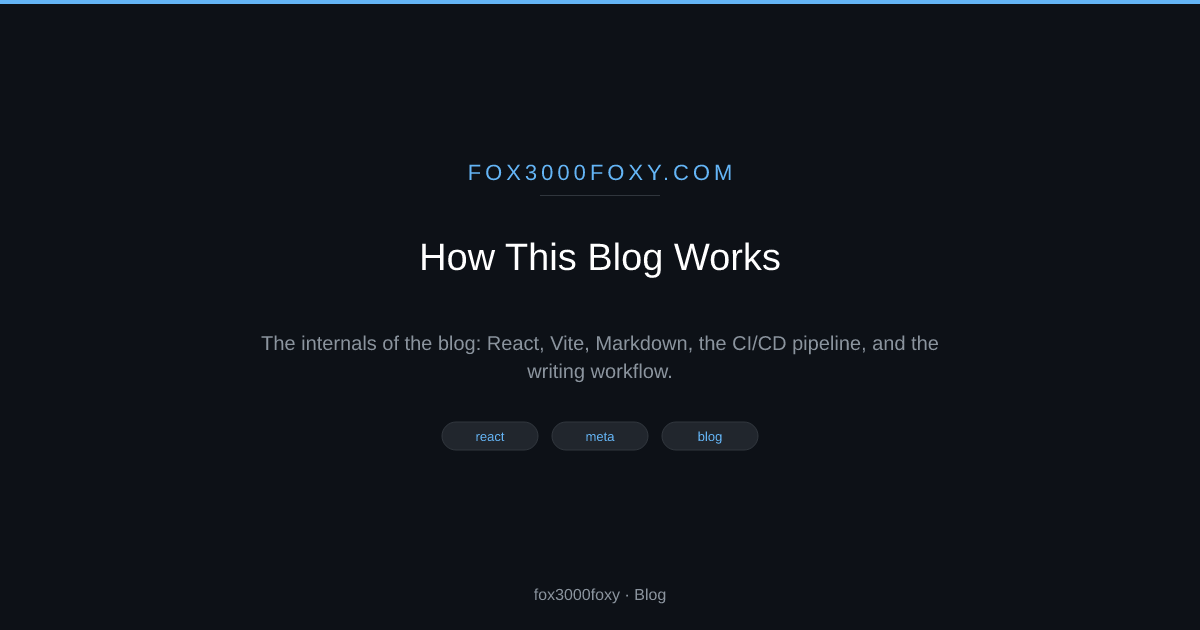 FOX3000FOXY.COM
How This Blog Works
The internals of the blog: React, Vite, Markdown, the CI/CD pipeline, and the
writing workflow.
react meta blog
fox3000foxy · Blog